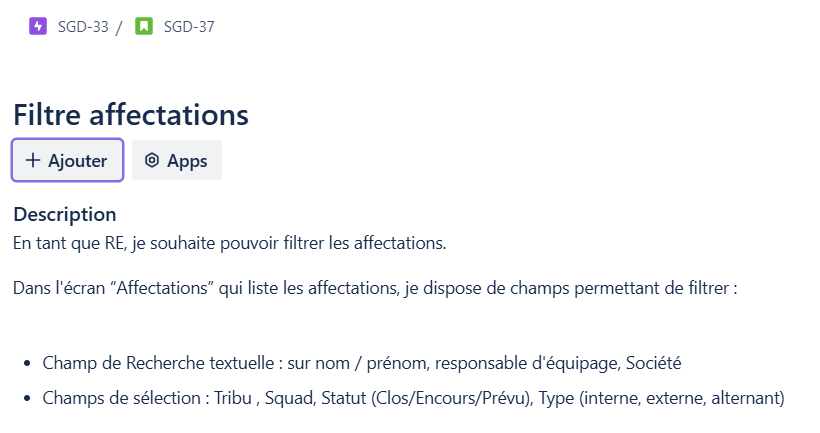 SGD-33 / SGD-37
Filtre affectations
+ Ajouter Apps
Description
En tant que RE, je souhaite pouvoir filtrer les affectations.
Dans l'écran “Affectations” qui liste les affectations, je dispose de champs permettant de filtrer :
• Champ de Recherche textuelle : sur nom / prénom, responsable d'équipage, Société
• Champs de sélection : Tribu , Squad, Statut (Clos/Encours/Prévu), Type (interne, externe, alternant)